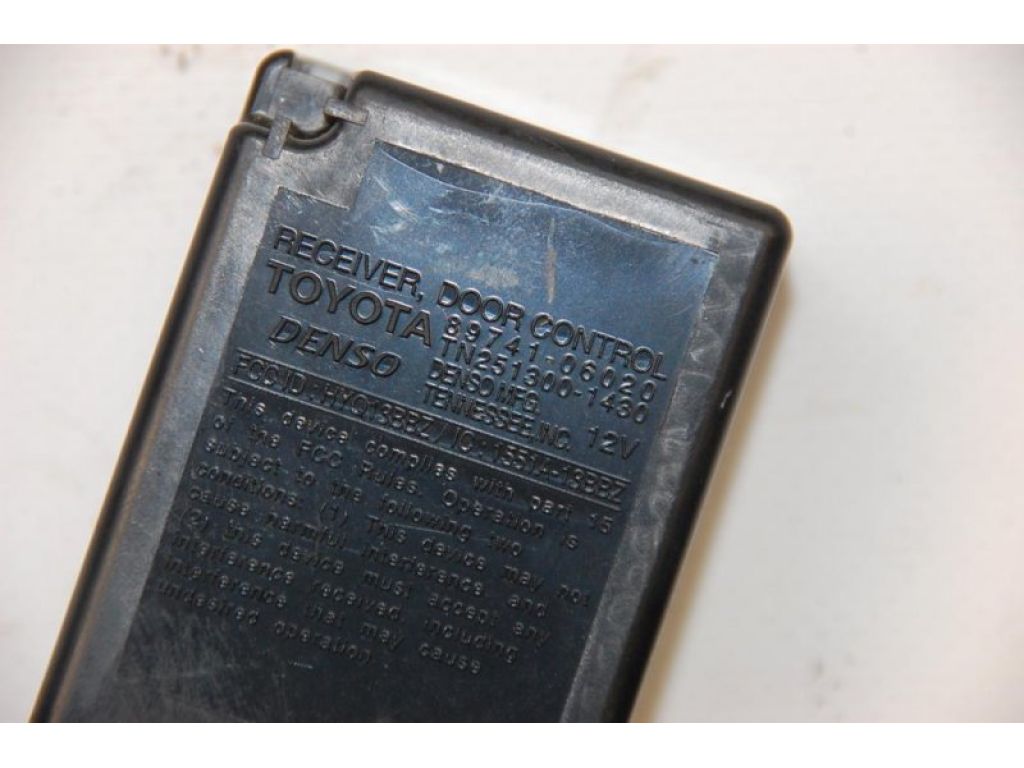 RECEIVER, DOOR CONTROL
TOYOTA 89741-06020
TN251300-1430
DENSO DENSO MFG.
TENNESSEE, INC. 12V
FCC ID : HYQ13BBZ / IC : 1551A-13BBZ
This device complies with part 15
of the FCC Rules. Operation is
subject to the following two
conditions: (1) This device may not
cause harmful interference, and
(2) this device must accept any
interference received including
interference that may cause
undesired operation.